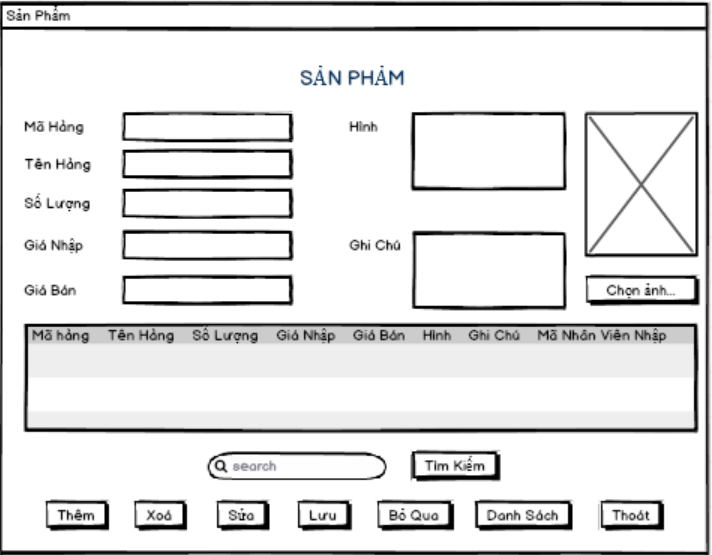 Sản Phẩm
SẢN PHẨM
Mã Hàng
Hình
Tên Hàng
Số Lượng
Giá Nhập
Ghi Chú
Giá Bán
Chọn ảnh...
Mã hàng Tên Hàng Số Lượng Giá Nhập Giá Bán Hình Ghi Chú Mã Nhân Viên Nhập
search
Tìm Kiếm
Thêm Xoá Sửa Lưu Bỏ Qua Danh Sách Thoát